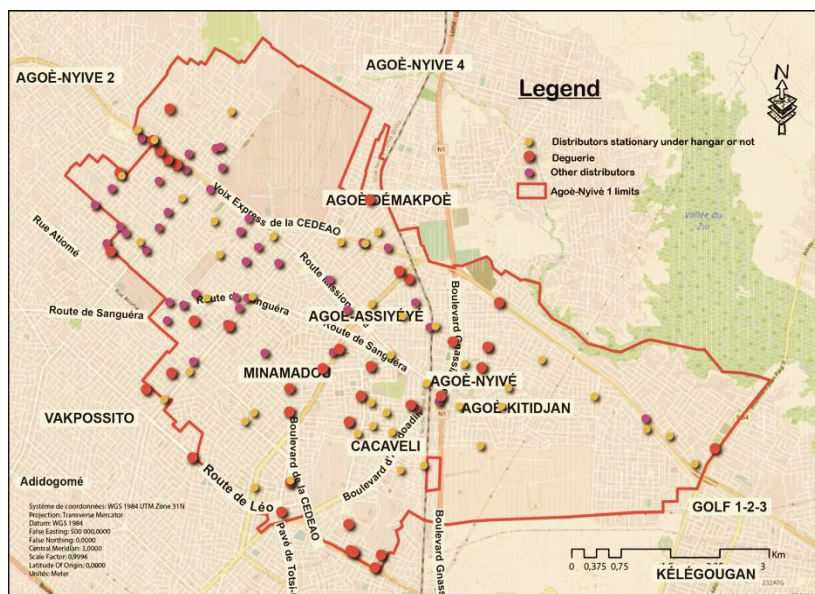 AGOÈ-NYIVE 2
AGOÈ-NYIVE 4
N1
Legend
N
Distributors stationary under hangar or not
Deguerie
Other distributors
Agoè-Nyivé 1 limits
AGOÈ-DÉMAKPOÈ
Voix Express de la CEDEAO
Vallée du
Zio
Rue Atiomé
Route de Sanguéra
AGOÈ-ASSIYÉYÉ
Route de Sanguéra
MINAMADOU
AGOÈ-NYIVÉ
VAKPOSSITO
AGOÈ-KITIDJAN
CACAVELI
N1
Boulevard de la CEDEAO
Route de Léo
Adidogomé
Système de coordonnées: WGS 1984 UTM Zone 31N
Projection: Transverse Mercator
Datum: WGS 1984
False Easting: 500 000,0000
False Northing: 0,0000
Central Meridian: 3,0000
Scale Factor: 0,9996
Latitude Of Origin: 0,0000
Unités: Meter
GOLF 1-2-3
Km
0 0,375 0,75 3
KÉLÉGOUGAN